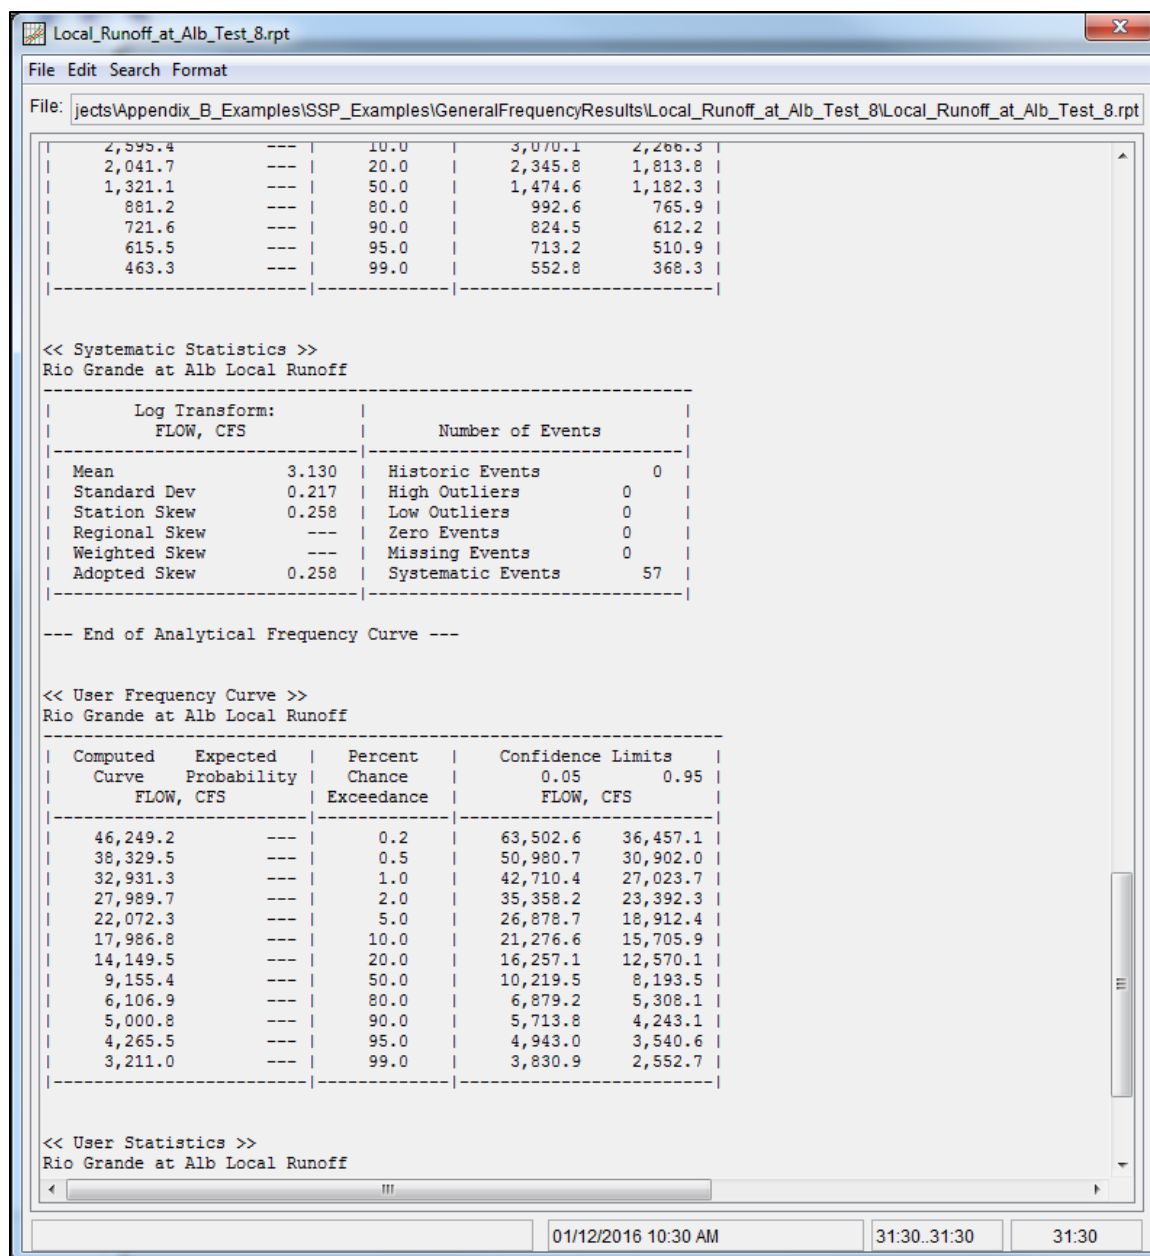 Local_Runoff_at_Alb_Test_8.rpt
File Edit Search Format
File: jects\Appendix_B_Examples\SSP_Examples\GeneralFrequencyResults\Local_Runoff_at_Alb_Test_8\Local_Runoff_at_Alb_Test_8.rpt
| 2,595.4 --- | 10.0 | 3,070.1 2,266.3 |
| 2,041.7 --- | 20.0 | 2,345.8 1,813.8 |
| 1,321.1 --- | 50.0 | 1,474.6 1,182.3 |
| 881.2 --- | 80.0 | 992.6 765.9 |
| 721.6 --- | 90.0 | 824.5 612.2 |
| 615.5 --- | 95.0 | 713.2 510.9 |
| 463.3 --- | 99.0 | 552.8 368.3 |
|--------------------------|-------------|--------------------------|
<< Systematic Statistics >>
Rio Grande at Alb Local Runoff
------------------------------------------------------------------
| Log Transform: | |
| FLOW, CFS | Number of Events |
|-------------------------------|--------------------------------|
| Mean 3.130 | Historic Events 0 |
| Standard Dev 0.217 | High Outliers 0 |
| Station Skew 0.258 | Low Outliers 0 |
| Regional Skew --- | Zero Events 0 |
| Weighted Skew --- | Missing Events 0 |
| Adopted Skew 0.258 | Systematic Events 57 |
|-------------------------------|--------------------------------|
--- End of Analytical Frequency Curve ---
<< User Frequency Curve >>
Rio Grande at Alb Local Runoff
---------------------------------------------------------------------
| Computed Expected | Percent | Confidence Limits |
| Curve Probability | Chance | 0.05 0.95 |
| FLOW, CFS | Exceedance | FLOW, CFS |
|--------------------------|-------------|--------------------------|
| 46,249.2 --- | 0.2 | 63,502.6 36,457.1 |
| 38,329.5 --- | 0.5 | 50,980.7 30,902.0 |
| 32,931.3 --- | 1.0 | 42,710.4 27,023.7 |
| 27,989.7 --- | 2.0 | 35,358.2 23,392.3 |
| 22,072.3 --- | 5.0 | 26,878.7 18,912.4 |
| 17,986.8 --- | 10.0 | 21,276.6 15,705.9 |
| 14,149.5 --- | 20.0 | 16,257.1 12,570.1 |
| 9,155.4 --- | 50.0 | 10,219.5 8,193.5 |
| 6,106.9 --- | 80.0 | 6,879.2 5,308.1 |
| 5,000.8 --- | 90.0 | 5,713.8 4,243.1 |
| 4,265.5 --- | 95.0 | 4,943.0 3,540.6 |
| 3,211.0 --- | 99.0 | 3,830.9 2,552.7 |
|--------------------------|-------------|--------------------------|
<< User Statistics >>
Rio Grande at Alb Local Runoff
01/12/2016 10:30 AM 31:30..31:30 31:30